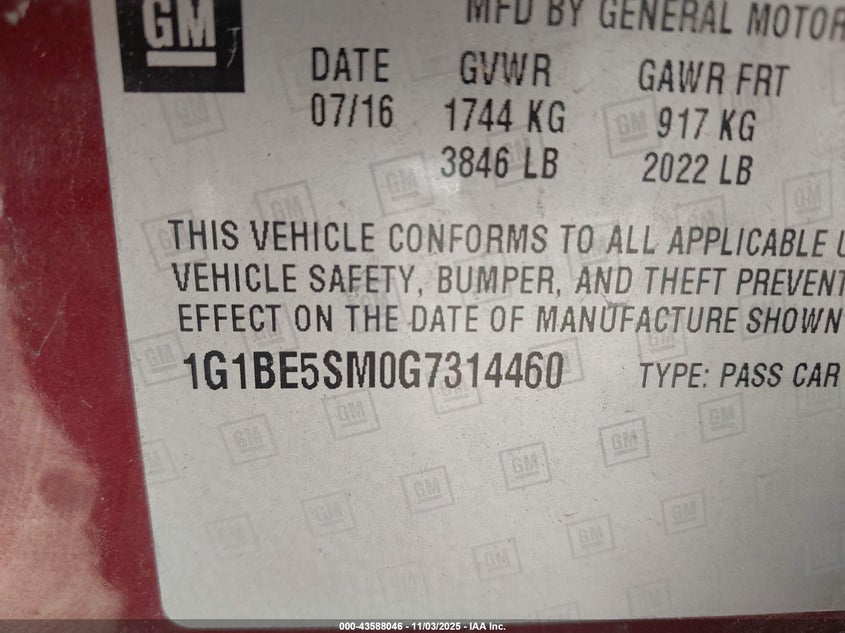 GM
MFD BY GENERAL MOTOR
DATE GVWR GAWR FRT
07/16 1744 KG 917 KG
3846 LB 2022 LB
THIS VEHICLE CONFORMS TO ALL APPLICABLE U
VEHICLE SAFETY, BUMPER, AND THEFT PREVENT
EFFECT ON THE DATE OF MANUFACTURE SHOWN
1G1BE5SM0G7314460 TYPE: PASS CAR
000-43588046 - 11/03/2025 - IAA Inc.